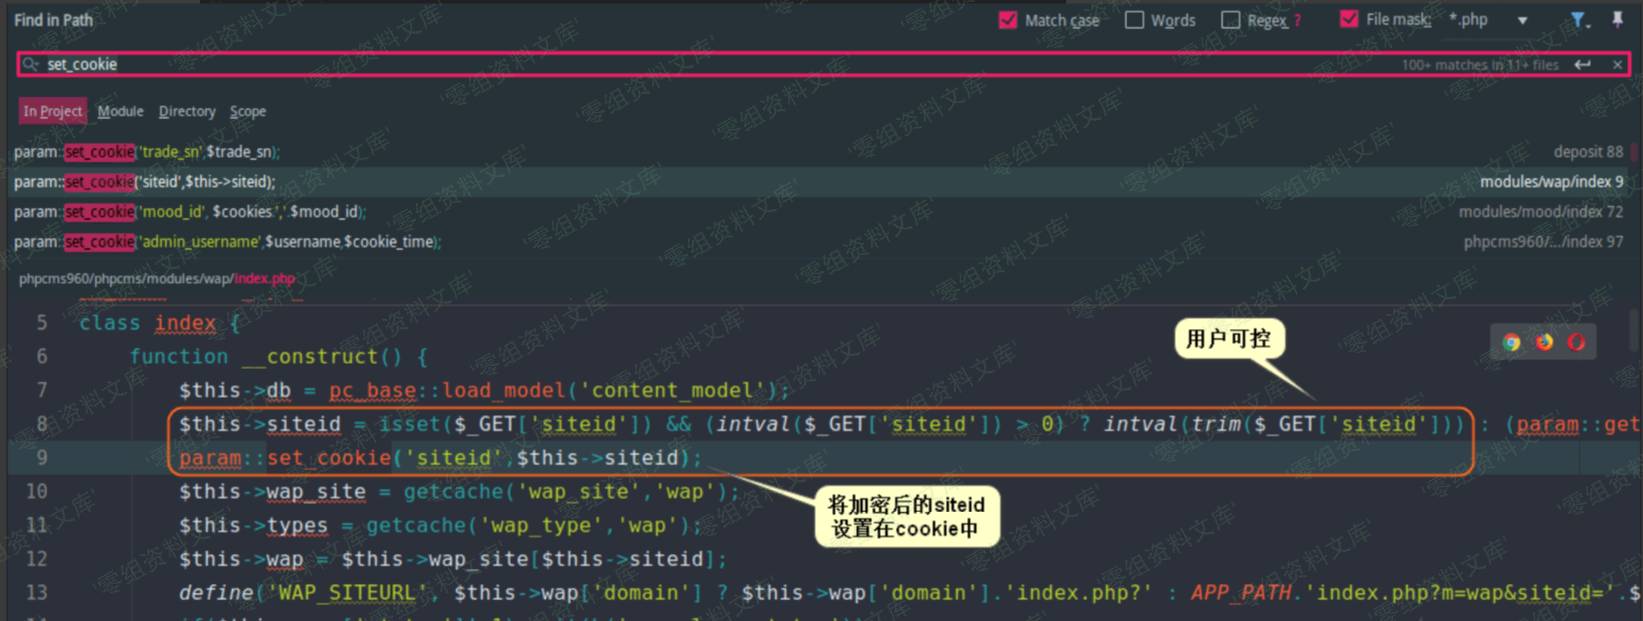 Find in Path
Match case Words Regex ? File mask: *.php
set_cookie 100+ matches in 11+ files
In Project Module Directory Scope
param::set_cookie('trade_sn',$trade_sn); deposit 88
param::set_cookie('siteid',$this->siteid); modules/wap/index 9
param::set_cookie('mood_id', $cookies.','.$mood_id); modules/mood/index 72
param::set_cookie('admin_username',$username,$cookie_time); phpcms960/.../index 97
phpcms960/phpcms/modules/wap/index.php
5 class index {
用户可控
6 function __construct() {
7 $this->db = pc_base::load_model('content_model');
8 $this->siteid = isset($_GET['siteid']) && (intval($_GET['siteid']) > 0) ? intval(trim($_GET['siteid'])) : (param::get
9 param::set_cookie('siteid',$this->siteid);
10 $this->wap_site = getcache('wap_site','wap');
将加密后的siteid
设置在cookie中
11 $this->types = getcache('wap_type','wap');
12 $this->wap = $this->wap_site[$this->siteid];
13 define('WAP_SITEURL', $this->wap['domain'] ? $this->wap['domain'].'index.php?' : APP_PATH.'index.php?m=wap&siteid='.$
'零组资料文库'